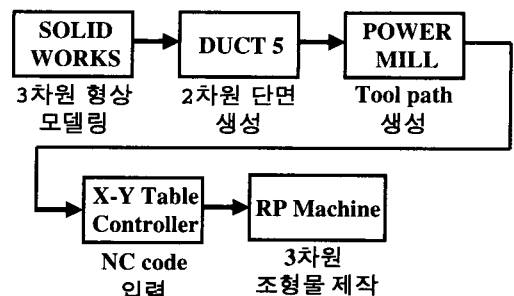 SOLID
WORKS
3차원 형상
모델링
DUCT 5
2차원 단면
생성
POWER
MILL
Tool path
생성
X-Y Table
Controller
NC code
입력
RP Machine
3차원
조형물 제작